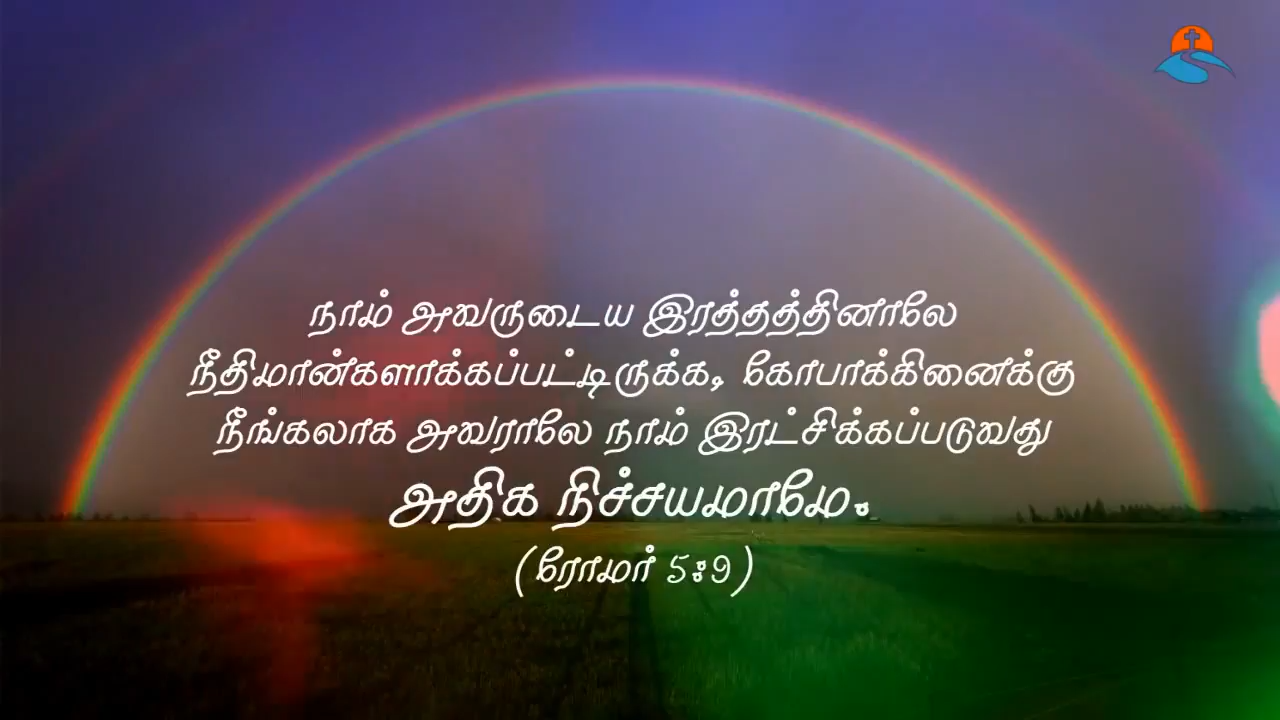 நாம் அவருடைய இரத்தத்தினாலே
நீதிமான்களாக்கப்பட்டிருக்க, கோபாக்கினைக்கு
நீங்கலாக அவராலே நாம் இரட்சிக்கப்படுவது
அதிக நிச்சயமாமே.
(ரோமர் 5:9)